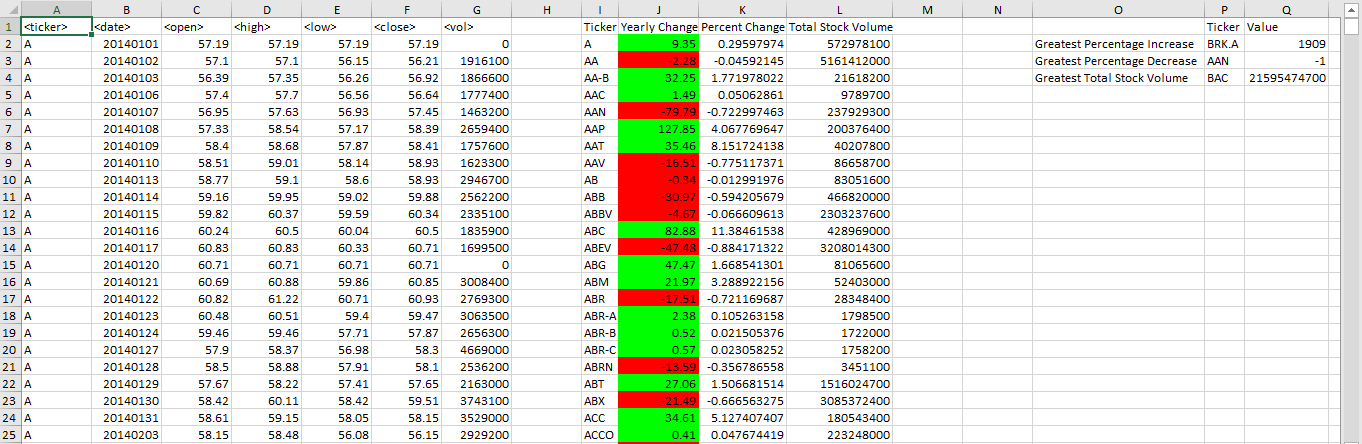 A B C D E F G H I J K L M N O P Q
1 <ticker> <date> <open> <high> <low> <close> <vol> Ticker Yearly Change Percent Change Total Stock Volume Ticker Value
2 A 20140101 57.19 57.19 57.19 57.19 0 A 9.35 0.29597974 572978100 Greatest Percentage Increase BRK.A 1909
3 A 20140102 57.1 57.1 56.15 56.21 1916100 AA -2.28 -0.04592145 5161412000 Greatest Percentage Decrease AAN -1
4 A 20140103 56.39 57.35 56.26 56.92 1866600 AA-B 32.25 1.771978022 21618200 Greatest Total Stock Volume BAC 21595474700
5 A 20140106 57.4 57.7 56.56 56.64 1777400 AAC 1.49 0.05062861 9789700
6 A 20140107 56.95 57.63 56.93 57.45 1463200 AAN -79.79 -0.722997463 237929300
7 A 20140108 57.33 58.54 57.17 58.39 2659400 AAP 127.85 4.067769647 200376400
8 A 20140109 58.4 58.68 57.87 58.41 1757600 AAT 35.46 8.151724138 40207800
9 A 20140110 58.51 59.01 58.14 58.93 1623300 AAV -16.51 -0.775117371 86658700
10 A 20140113 58.77 59.1 58.6 58.93 2946700 AB -0.34 -0.012991976 83051600
11 A 20140114 59.16 59.95 59.02 59.88 2562200 ABB -30.97 -0.594205679 466820000
12 A 20140115 59.82 60.37 59.59 60.34 2335100 ABBV -4.67 -0.066609613 2303237600
13 A 20140116 60.24 60.5 60.04 60.5 1835900 ABC 82.88 11.38461538 428969000
14 A 20140117 60.83 60.83 60.33 60.71 1699500 ABEV -47.48 -0.884171322 3208014300
15 A 20140120 60.71 60.71 60.71 60.71 0 ABG 47.47 1.668541301 81065600
16 A 20140121 60.69 60.88 59.86 60.85 3008400 ABM 21.97 3.288922156 52403000
17 A 20140122 60.82 61.22 60.71 60.93 2769300 ABR -17.51 -0.721169687 28348400
18 A 20140123 60.48 60.51 59.4 59.47 3063500 ABR-A 2.38 0.105263158 1798500
19 A 20140124 59.46 59.46 57.71 57.87 2656300 ABR-B 0.52 0.021505376 1722000
20 A 20140127 57.9 58.37 56.98 58.3 4669000 ABR-C 0.57 0.023058252 1758200
21 A 20140128 58.5 58.88 57.91 58.1 2536200 ABRN -13.59 -0.356786558 3451100
22 A 20140129 57.67 58.22 57.41 57.65 2163000 ABT 27.06 1.506681514 1516024700
23 A 20140130 58.42 60.11 58.42 59.51 3743100 ABX -21.49 -0.666563275 3085372400
24 A 20140131 58.61 59.15 58.05 58.15 3529000 ACC 34.61 5.127407407 180543400
25 A 20140203 58.15 58.48 56.08 56.15 2929200 ACCO 0.41 0.047674419 223248000